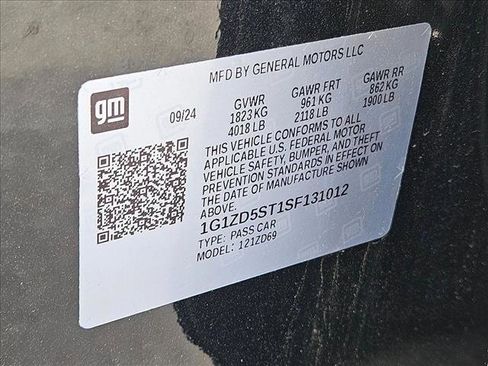 MFD BY GENERAL MOTORS LLC
gm
09/24
GVWR GAWR FRT GAWR RR
1823 KG 961 KG 862 KG
4018 LB 2118 LB 1900 LB
THIS VEHICLE CONFORMS TO ALL
APPLICABLE U.S. FEDERAL MOTOR
VEHICLE SAFETY, BUMPER, AND THEFT
PREVENTION STANDARDS IN EFFECT ON
THE DATE OF MANUFACTURE SHOWN
ABOVE.
1G1ZD5ST1SF131012
TYPE: PASS CAR
MODEL: 121ZD69